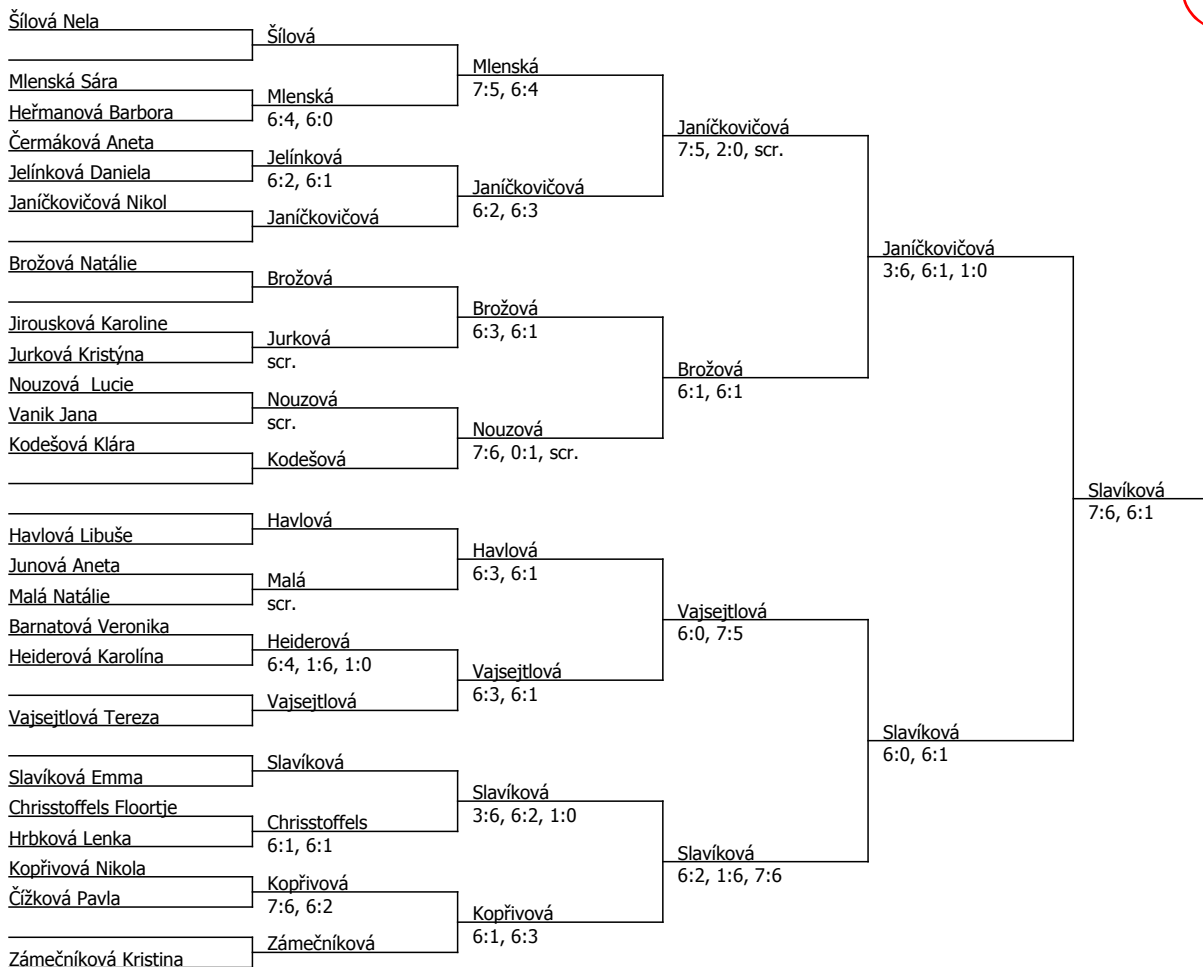 Šílová Nela
Mlenská Sára
Heřmanová Barbora
Čermáková Aneta
Jelínková Daniela
Janíčkovičová Nikol
Brožová Natálie
Jirousková Karoline
Jurková Kristýna
Nouzová  Lucie
Vanik Jana
Kodešová Klára
Havlová Libuše
Junová Aneta
Malá Natálie
Barnatová Veronika
Heiderová Karolína
Vajsejtlová Tereza
Slavíková Emma
Chrisstoffels Floortje
Hrbková Lenka
Kopřivová Nikola
Čížková Pavla
Zámečníková Kristina
Šílová
Mlenská
6:4, 6:0
Jelínková
6:2, 6:1
Janíčkovičová
Brožová
Jurková
scr.
Nouzová
scr.
Kodešová
Havlová
Malá
scr.
Heiderová
6:4, 1:6, 1:0
Vajsejtlová
Slavíková
Chrisstoffels
6:1, 6:1
Kopřivová
7:6, 6:2
Zámečníková
Mlenská
7:5, 6:4
Janíčkovičová
6:2, 6:3
Brožová
6:3, 6:1
Nouzová
7:6, 0:1, scr.
Havlová
6:3, 6:1
Vajsejtlová
6:3, 6:1
Slavíková
3:6, 6:2, 1:0
Kopřivová
6:1, 6:3
Janíčkovičová
7:5, 2:0, scr.
Brožová
6:1, 6:1
Vajsejtlová
6:0, 7:5
Slavíková
6:2, 1:6, 7:6
Janíčkovičová
3:6, 6:1, 1:0
Slavíková
6:0, 6:1
Slavíková
7:6, 6:1